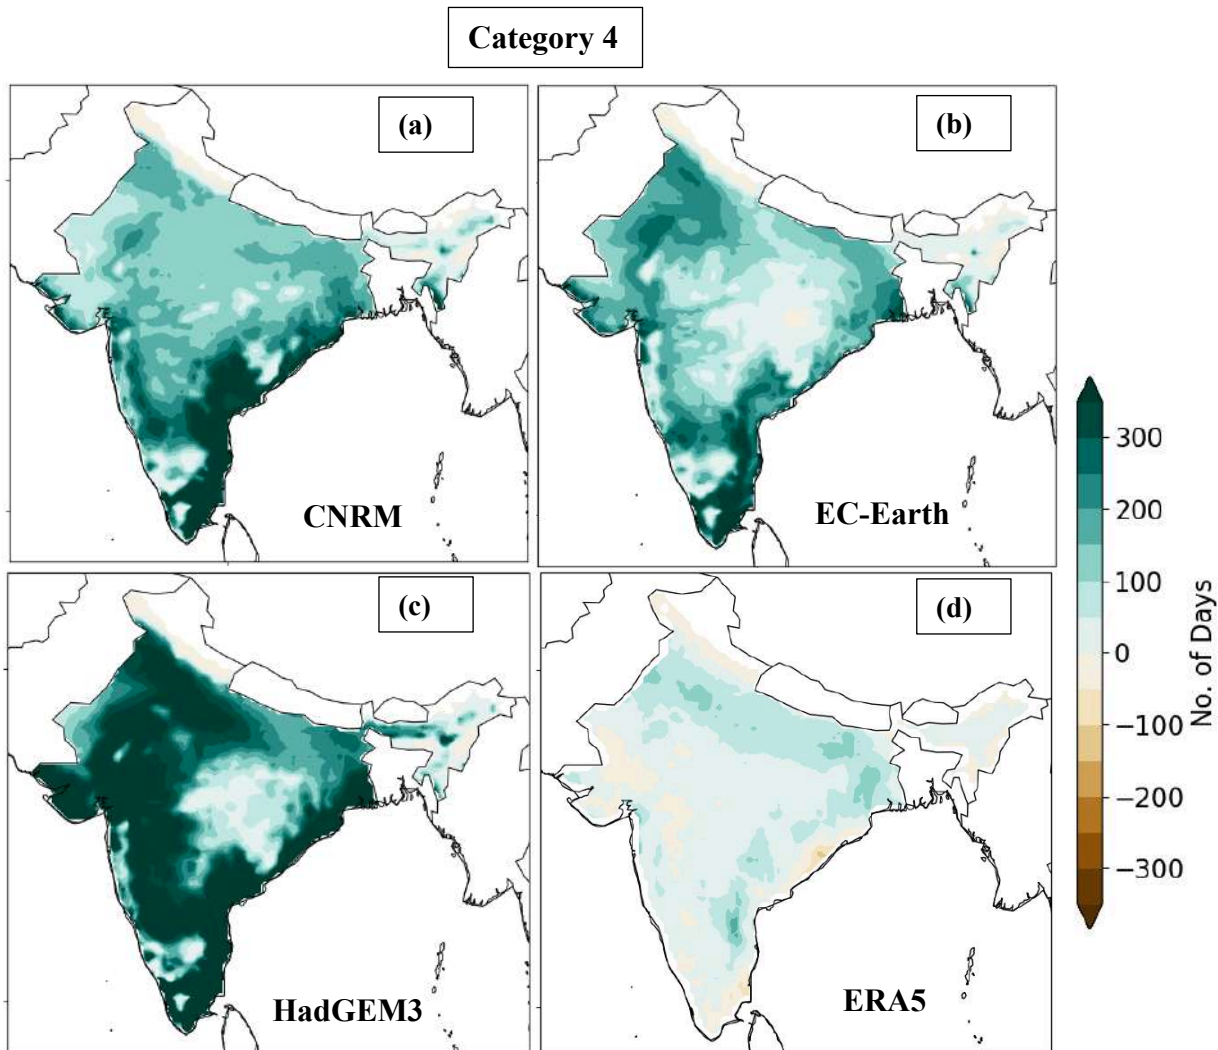 Category 4
(a)
(b)
CNRM
EC-Earth
(c)
(d)
HadGEM3
ERA5
300
200
100
0
−100
−200
−300
No. of Days